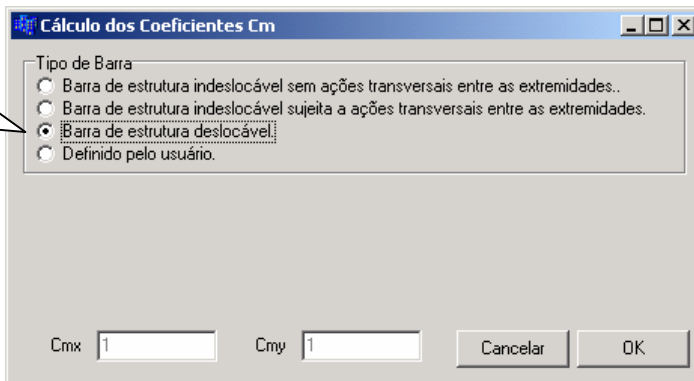 Cálculo dos Coeficientes Cm
Tipo de Barra
Barra de estrutura indeslocável sem ações transversais entre as extremidades..
Barra de estrutura indeslocável sujeita a ações transversais entre as extremidades.
Barra de estrutura deslocável.
Definido pelo usuário.
Cmx 1 Cmy 1 Cancelar OK